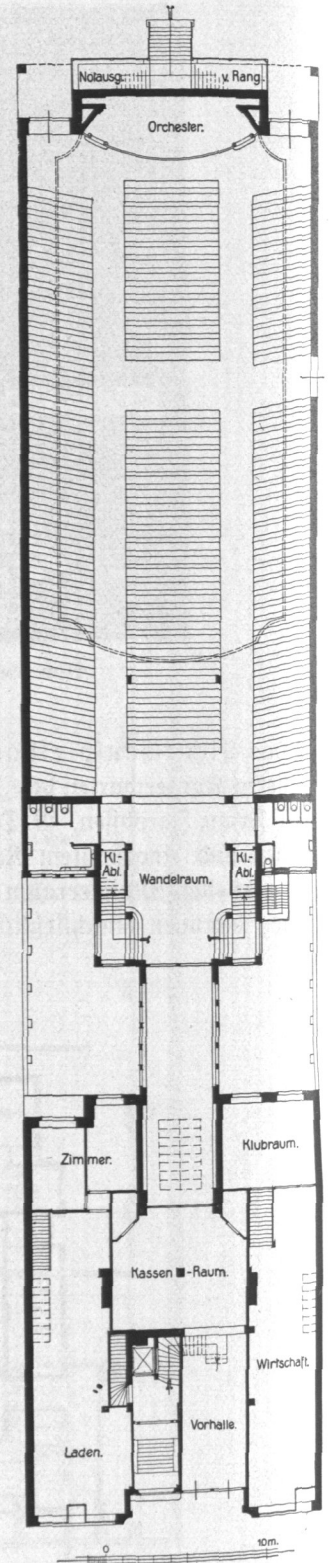 Notausg. v. Rang.
Orchester.
Kl.-Abl.
Wandelraum.
Kl.-Abl.
Zimmer.
Klubraum.
Kassen-Raum.
Wirtschaft.
Vorhalle.
Laden.
0 10m.